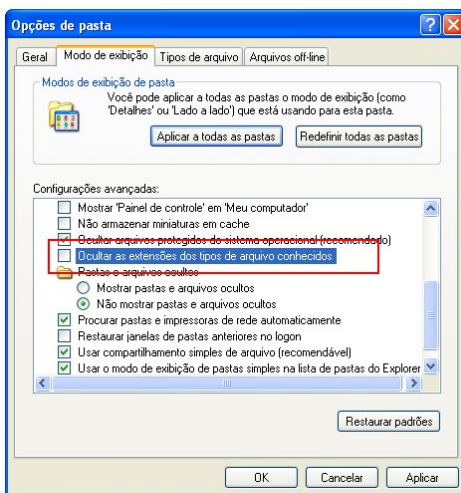 Opções de pasta
Geral Modo de exibição Tipos de arquivo Arquivos off-line
Modos de exibição de pasta
Você pode aplicar a todas as pastas o modo de exibição (como
'Detalhes' ou 'Lado a lado') que está usando para esta pasta.
Aplicar a todas as pastas Redefinir todas as pastas
Configurações avançadas:
Mostrar 'Painel de controle' em 'Meu computador'
Não armazenar miniaturas em cache
Ocultar arquivos protegidos do sistema operacional (recomendado)
Ocultar as extensões dos tipos de arquivo conhecidos
Pastas e arquivos ocultos
Mostrar pastas e arquivos ocultos
Não mostrar pastas e arquivos ocultos
Procurar pastas e impressoras de rede automaticamente
Restaurar janelas de pastas anteriores no logon
Usar compartilhamento simples de arquivo (recomendável)
Usar o modo de exibição de pastas simples na lista de pastas do Explorer
Restaurar padrões
OK Cancelar Aplicar